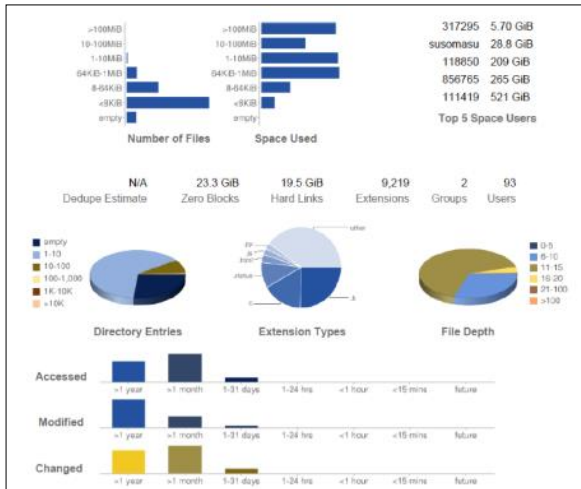 >100MiB
10-100MiB
1-10MiB
64KiB-1MiB
8-64KiB
<8KiB
empty
Number of Files
>100MiB
10-100MiB
1-10MiB
64KiB-1MiB
8-64KiB
<8KiB
empty
Space Used
317295 5.70 GiB
susomasu 28.8 GiB
118850 209 GiB
856765 265 GiB
111419 521 GiB
Top 5 Space Users
N/A
Dedupe Estimate
23.3 GiB
Zero Blocks
19.5 GiB
Hard Links
9,219
Extensions
2
Groups
93
Users
empty
1-10
10-100
100-1,000
1K-10K
>10K
Directory Entries
other
Extension Types
0-5
6-10
11-15
16-20
21-100
>100
File Depth
Accessed
>1 year >1 month 1-31 days 1-24 hrs <1 hour <15 mins future
Modified
>1 year >1 month 1-31 days 1-24 hrs <1 hour <15 mins future
Changed
<1 year >1 month 1-31 days 1-24 hrs <1 hour <15 mins future